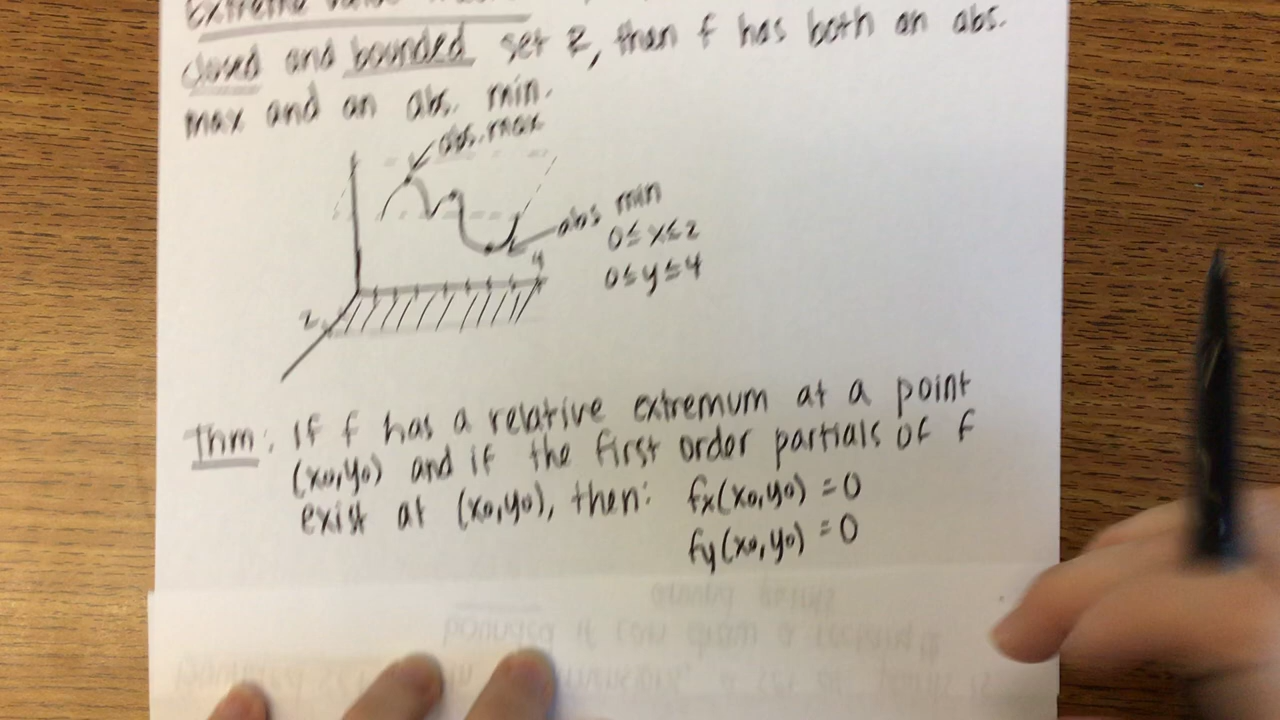 Extreme Value
closed and bounded set R, then f has both an abs.
max and an abs. min.
abs. max
abs min
0≤x≤2
0≤y≤4
4
2
Thm: If f has a relative extremum at a point
(x0,y0) and if the first order partials of f
exist at (x0,y0), then: fx(x0,y0) = 0
fy(x0,y0) = 0